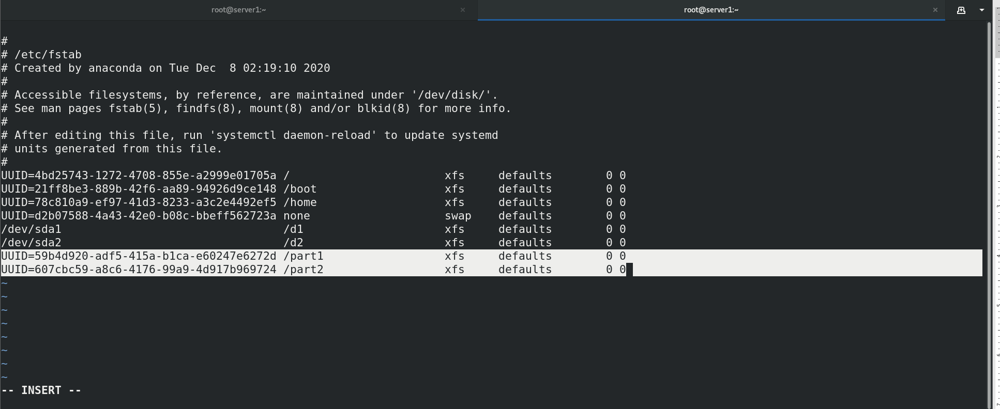 root@server1:~ × root@server1:~ ×
#
# /etc/fstab
# Created by anaconda on Tue Dec  8 02:19:10 2020
#
# Accessible filesystems, by reference, are maintained under '/dev/disk/'.
# See man pages fstab(5), findfs(8), mount(8) and/or blkid(8) for more info.
#
# After editing this file, run 'systemctl daemon-reload' to update systemd
# units generated from this file.
#
UUID=4bd25743-1272-4708-855e-a2999e01705a /                       xfs     defaults        0 0
UUID=21ff8be3-889b-42f6-aa89-94926d9ce148 /boot                   xfs     defaults        0 0
UUID=78c810a9-ef97-41d3-8233-a3c2e4492ef5 /home                   xfs     defaults        0 0
UUID=d2b07588-4a43-42e0-b08c-bbeff562723a none                    swap    defaults        0 0
/dev/sda1                                 /d1                     xfs     defaults        0 0
/dev/sda2                                 /d2                     xfs     defaults        0 0
UUID=59b4d920-adf5-415a-b1ca-e60247e6272d /part1                  xfs     defaults        0 0
UUID=607cbc59-a8c6-4176-99a9-4d917b969724 /part2                  xfs     defaults        0 0
~
~
~
~
~
~
~
~
-- INSERT --